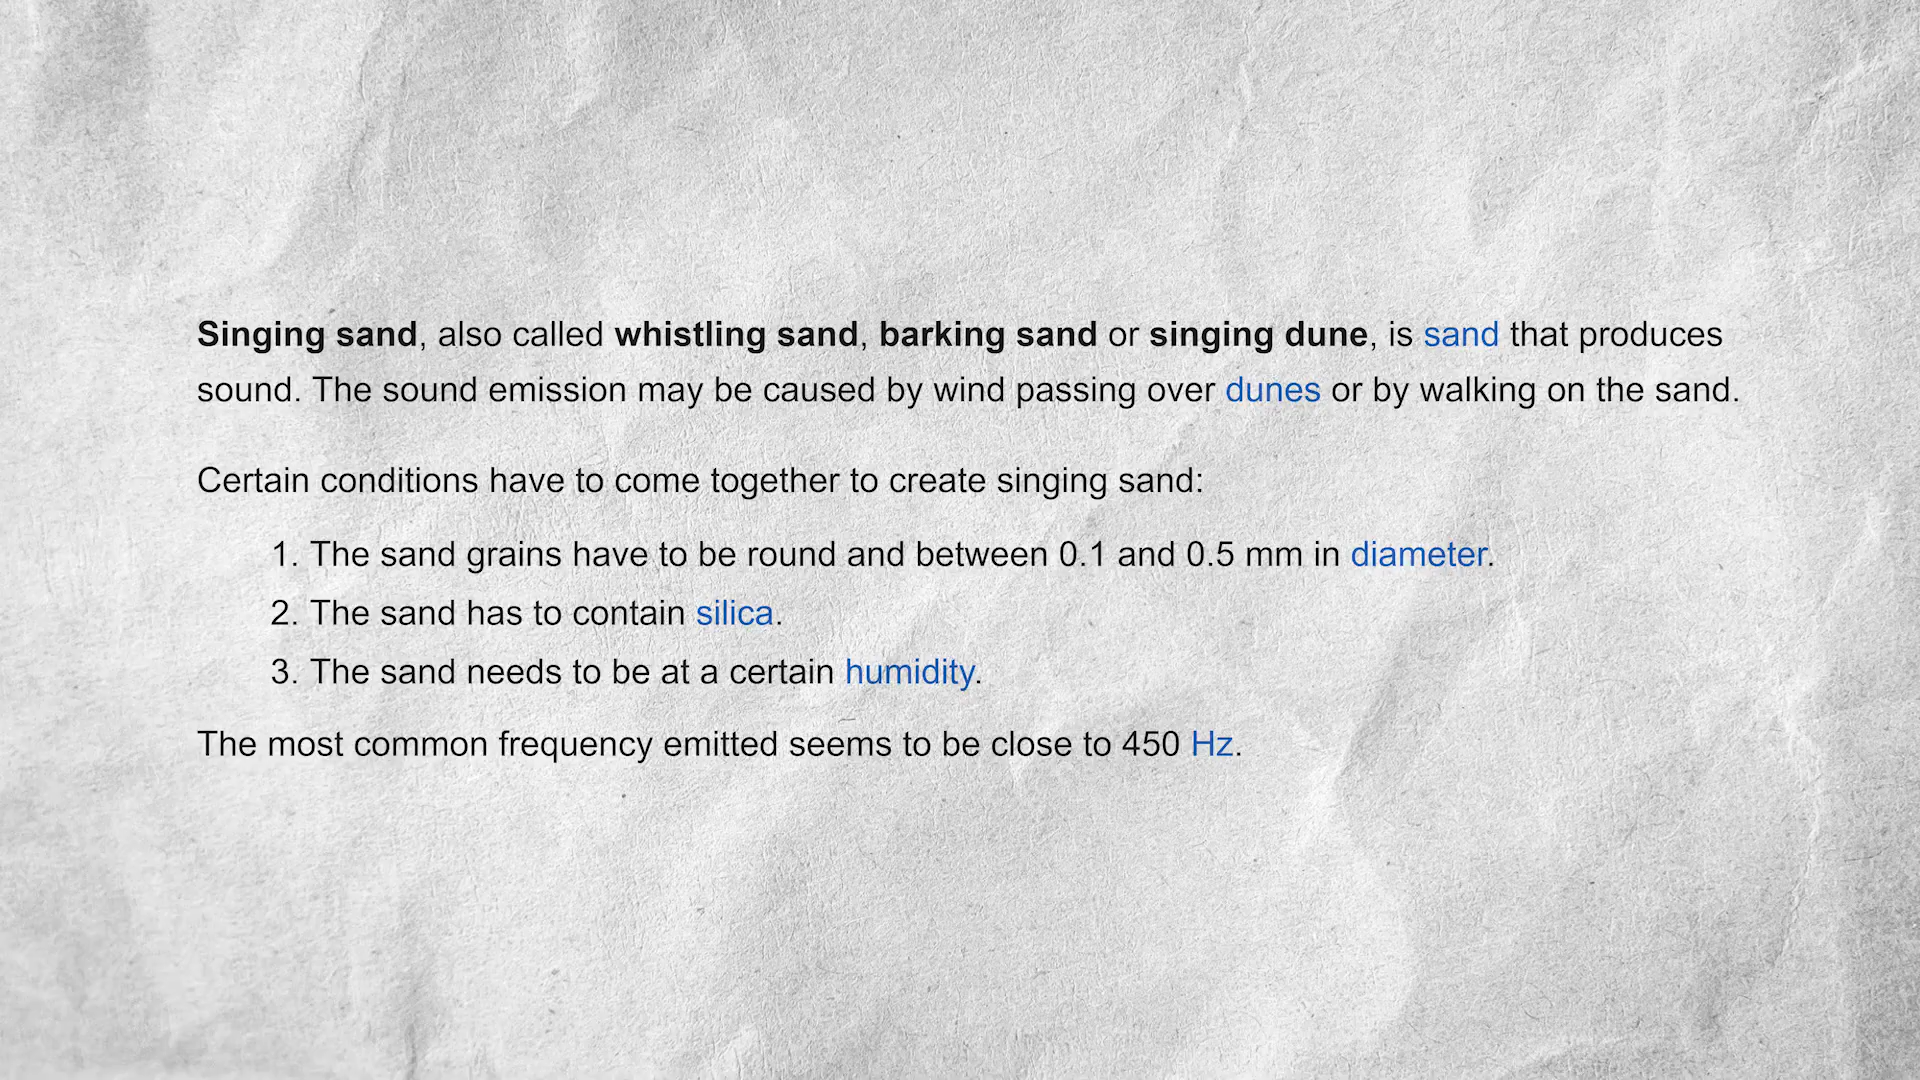 Singing sand, also called whistling sand, barking sand or singing dune, is sand that produces
sound. The sound emission may be caused by wind passing over dunes or by walking on the sand.
Certain conditions have to come together to create singing sand:
1. The sand grains have to be round and between 0.1 and 0.5 mm in diameter.
2. The sand has to contain silica.
3. The sand needs to be at a certain humidity.
The most common frequency emitted seems to be close to 450 Hz.